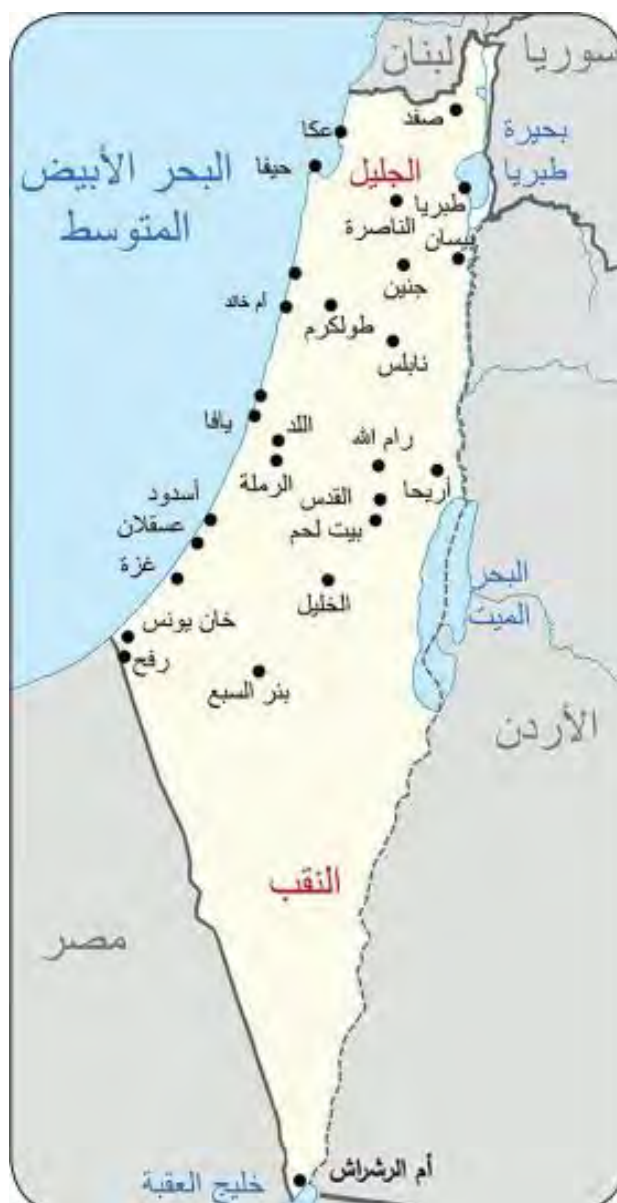 لبنان
سوريا
صفد
عكا
بحيرة
طبريا
حيفا
الجليل
البحر الأبيض
المتوسط
طبريا
الناصرة
بيسان
جنين
أم خالد
طولكرم
نابلس
يافا
اللد
رام الله
الرملة
أريحا
القدس
أسدود
بيت لحم
عسقلان
غزة
البحر
الميت
الخليل
خان يونس
رفح
بئر السبع
الأردن
النقب
مصر
أم الرشراش
خليج العقبة